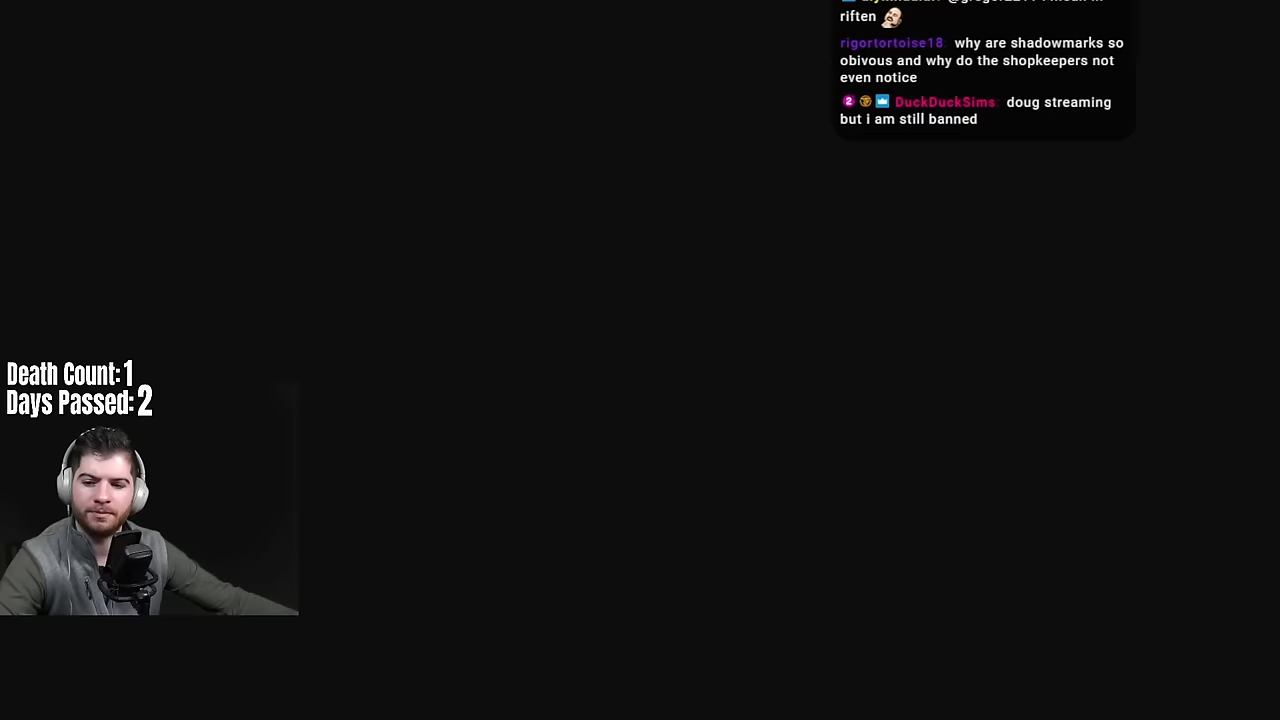 riften
rigortortoise18: why are shadowmarks so
obivous and why do the shopkeepers not
even notice
2 DuckDuckSims: doug streaming
but i am still banned
Death Count: 1
Days Passed: 2